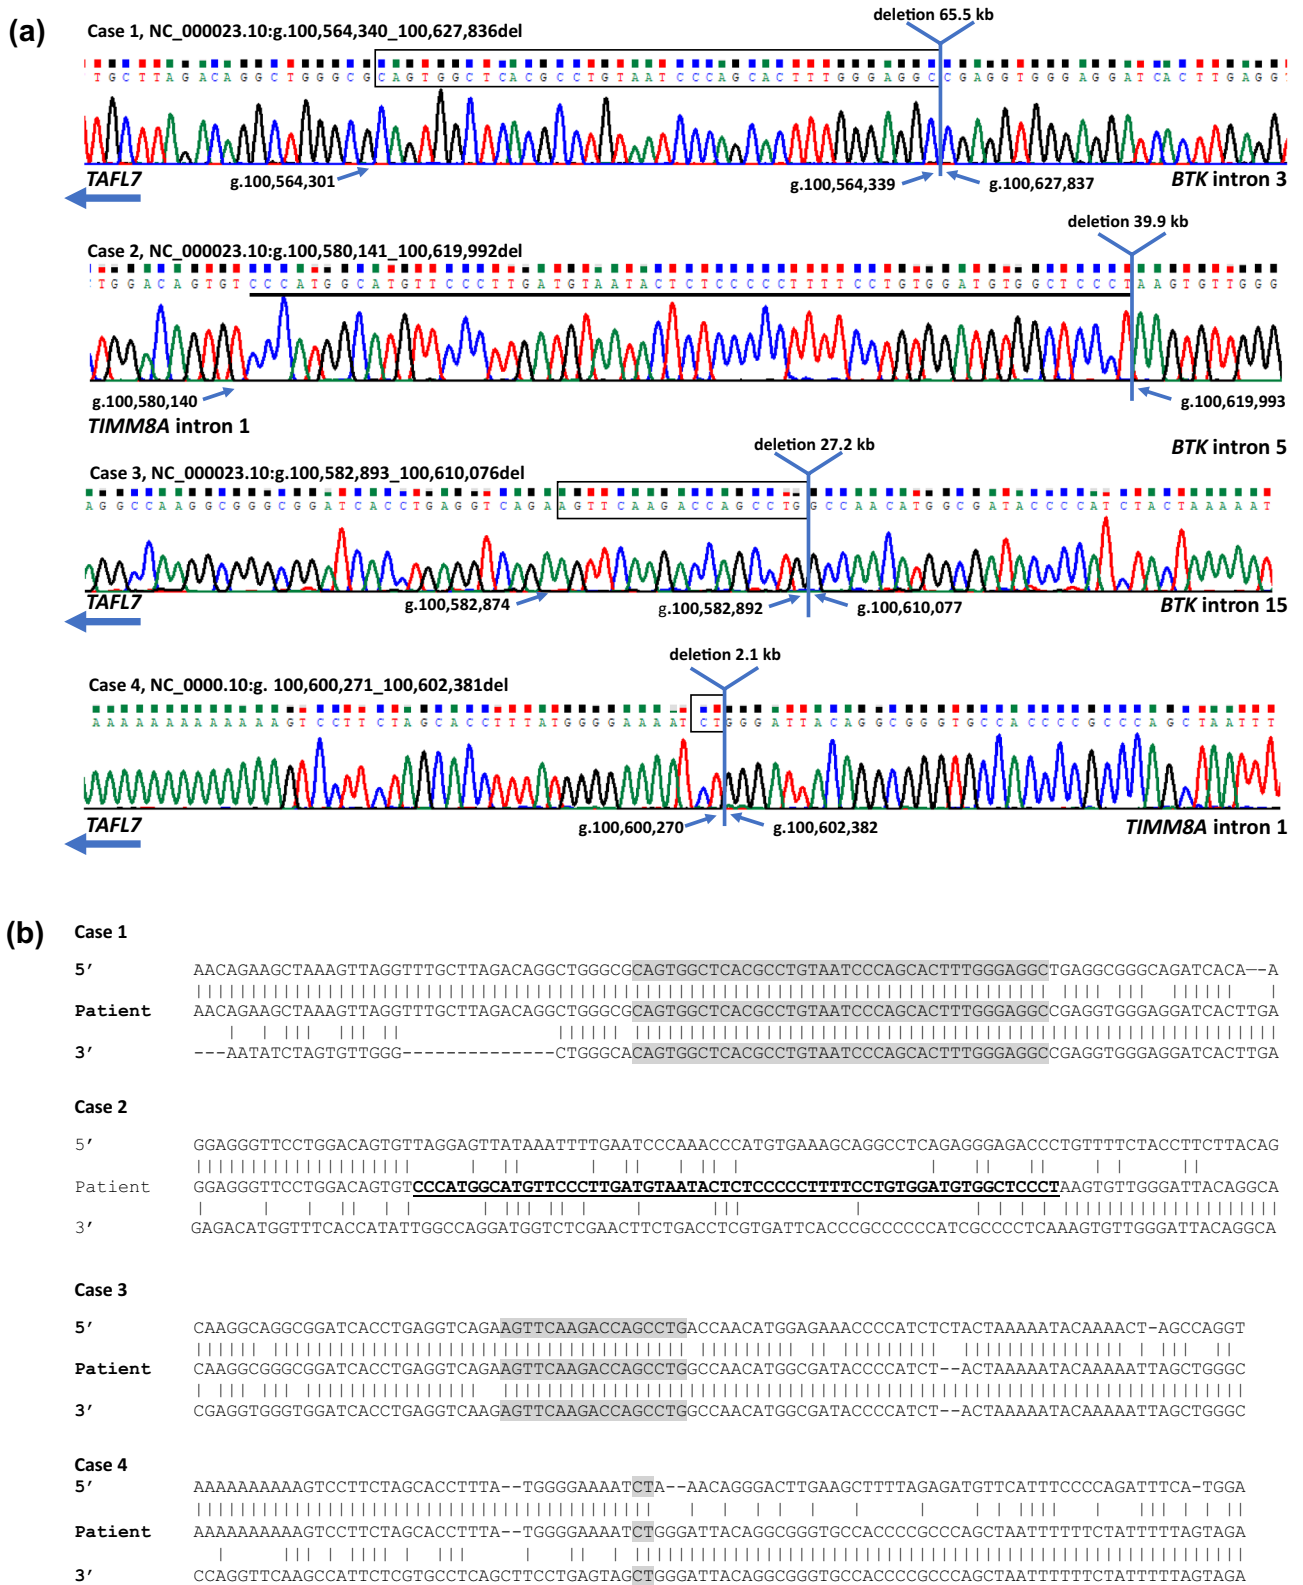 (a)
Case 1, NC_000023.10:g.100,564,340_100,627,836del
deletion 65.5 kb
TGCTTAGACAGGCTGGGCGCAGTGGCTCACGCCTGTAATCCCAGCACTTTGGGAGGCCGAGGTGGGAGGATCACTTGAGG
g.100,564,301
g.100,564,339
g.100,627,837
TAFL7
BTK intron 3
Case 2, NC_000023.10:g.100,580,141_100,619,992del
deletion 39.9 kb
TGGACAGTGTCCCATGGCATGTTCCCTTGATGTAATACTCTCCCCCTTTTCCTGTGGATGTGGCTCCCTAAGTGTTGGG
g.100,580,140
g.100,619,993
TIMM8A intron 1
BTK intron 5
Case 3, NC_000023.10:g.100,582,893_100,610,076del
deletion 27.2 kb
AGGCCAAGGCGGGCGGATCACCTGAGGTCAGAAGTTCAAGACCAGCCTGGCCAACATGGCGATACCCCATCTACTAAAAAT
g.100,582,874
g.100,582,892
g.100,610,077
TAFL7
BTK intron 15
Case 4, NC_0000.10:g. 100,600,271_100,602,381del
deletion 2.1 kb
AAAAAAAAAAAAAGTCCTTCTAGCACCTTTATGGGGAAAATCTGGGATTACAGGCGGGTGCCACCCCGCCCAGCTAATTT
g.100,600,270
g.100,602,382
TAFL7
TIMM8A intron 1
(b)
Case 1
5′ AACAGAAGCTAAAGTTAGGTTTGCTTAGACAGGCTGGGCGCAGTGGCTCACGCCTGTAATCCCAGCACTTTGGGAGGCTGAGGCGGGCAGATCACA--A
Patient AACAGAAGCTAAAGTTAGGTTTGCTTAGACAGGCTGGGCGCAGTGGCTCACGCCTGTAATCCCAGCACTTTGGGAGGCCGAGGTGGGAGGATCACTTGA
3′ ---AATATCTAGTGTTGGG--------------CTGGGCACAGTGGCTCACGCCTGTAATCCCAGCACTTTGGGAGGCCGAGGTGGGAGGATCACTTGA
Case 2
5′ GGAGGGTTCCTGGACAGTGTTAGGAGTTATAAATTTTGAATCCCAAACCCATGTGAAAGCAGGCCTCAGAGGGAGACCCTGTTTTCTACCTTCTTACAG
Patient GGAGGGTTCCTGGACAGTGTCCCATGGCATGTTCCCTTGATGTAATACTCTCCCCCTTTTCCTGTGGATGTGGCTCCCTAAGTGTTGGGATTACAGGCA
3′ GAGACATGGTTTCACCATATTGGCCAGGATGGTCTCGAACTTCTGACCTCGTGATTCACCCGCCCCCCATCGCCCCTCAAAGTGTTGGGATTACAGGCA
Case 3
5′ CAAGGCAGGCGGATCACCTGAGGTCAGAAGTTCAAGACCAGCCTGACCAACATGGAGAAACCCCATCTCTACTAAAAATACAAAACT-AGCCAGGT
Patient CAAGGCGGGCGGATCACCTGAGGTCAGAAGTTCAAGACCAGCCTGGCCAACATGGCGATACCCCATCT--ACTAAAAATACAAAAATTAGCTGGGC
3′ CGAGGTGGGTGGATCACCTGAGGTCAAGAGTTCAAGACCAGCCTGGCCAACATGGCGATACCCCATCT--ACTAAAAATACAAAAATTAGCTGGGC
Case 4
5′ AAAAAAAAAAGTCCTTCTAGCACCTTTA--TGGGGAAAATCTA--AACAGGGACTTGAAGCTTTTAGAGATGTTCATTTCCCCAGATTTCA-TGGA
Patient AAAAAAAAAAGTCCTTCTAGCACCTTTA--TGGGGAAAATCTGGGATTACAGGCGGGTGCCACCCCGCCCAGCTAATTTTTTCTATTTTTAGTAGA
3′ CCAGGTTCAAGCCATTCTCGTGCCTCAGCTTCCTGAGTAGCTGGGATTACAGGCGGGTGCCACCCCGCCCAGCTAATTTTTTCTATTTTTAGTAGA